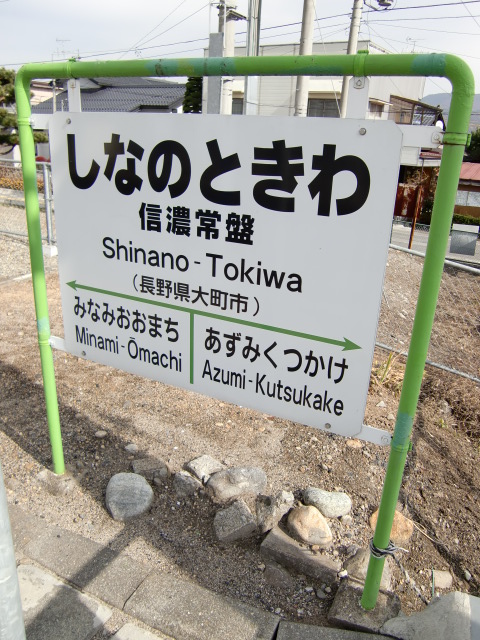 しなのときわ
信濃常盤
Shinano-Tokiwa
（長野県大町市）
みなみおおまち
Minami-Ōmachi
あずみくつかけ
Azumi-Kutsukake